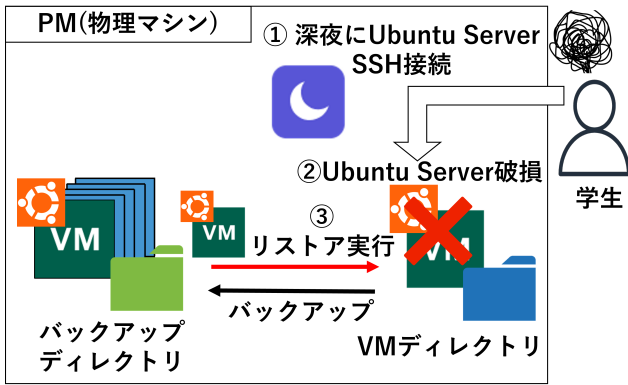 PM(物理マシン)
① 深夜にUbuntu Server
SSH接続
②Ubuntu Server破損
学生
VM
VM
③
リストア実行
VM
バックアップ
バックアップ
ディレクトリ
VMディレクトリ